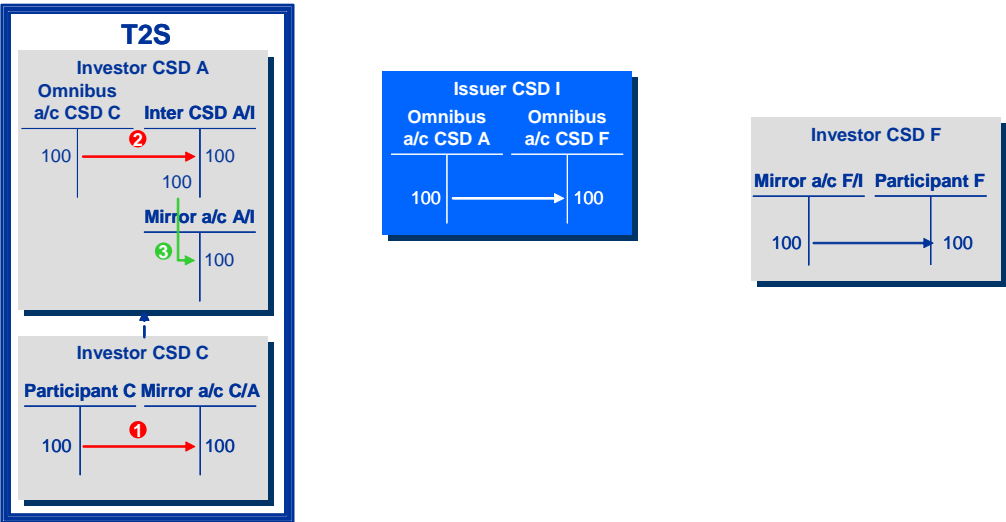 T2S
Investor CSD A
Omnibus
a/c CSD C
Inter CSD A/I
2
100
100
100
Mirror a/c A/I
3
100
Investor CSD C
Participant C
Mirror a/c C/A
1
100
100
Issuer CSD I
Omnibus
a/c CSD A
Omnibus
a/c CSD F
100
100
Investor CSD F
Mirror a/c F/I
Participant F
100
100